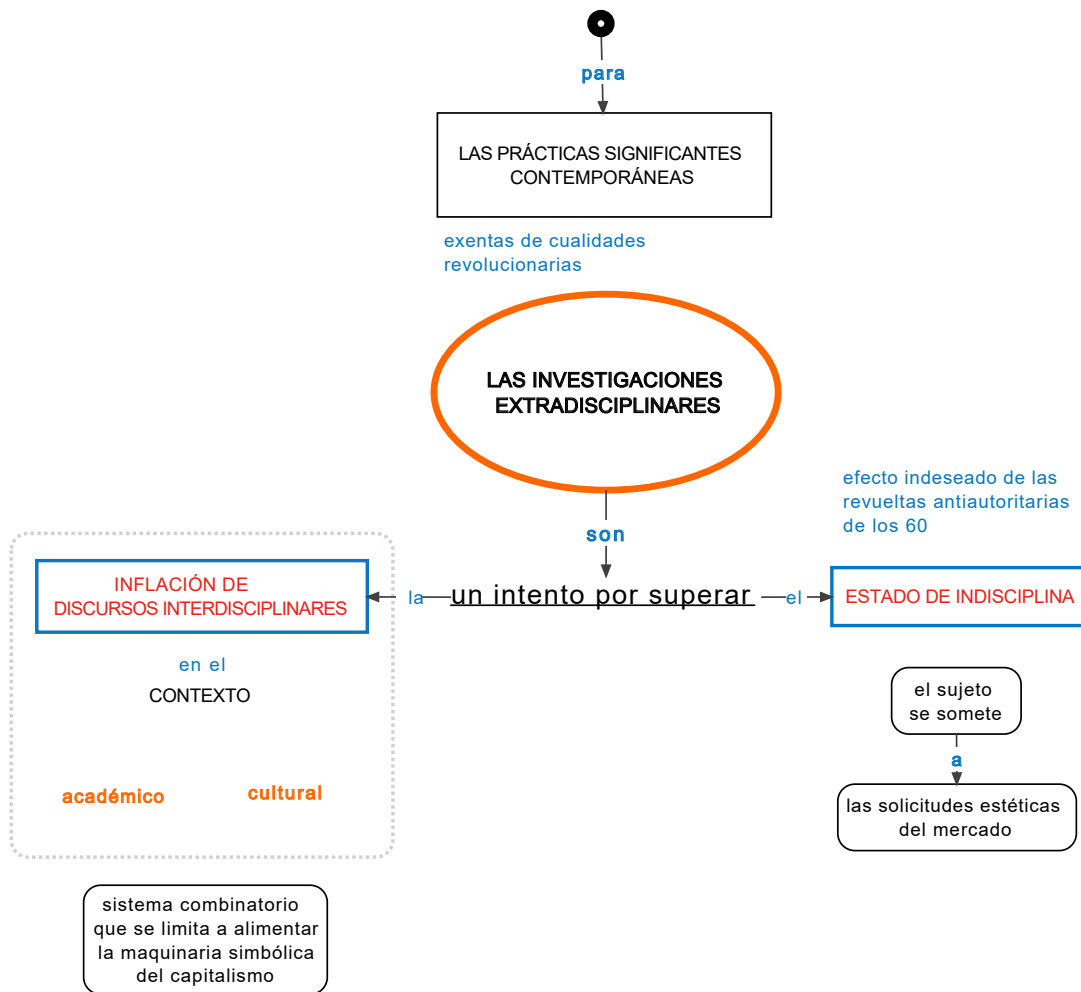 para
LAS PRÁCTICAS SIGNIFICANTES
CONTEMPORÁNEAS
exentas de cualidades
revolucionarias
LAS INVESTIGACIONES
EXTRADISCIPLINARES
son
un intento por superar
la
INFLACIÓN DE
DISCURSOS INTERDISCIPLINARES
en el
CONTEXTO
académico
cultural
sistema combinatorio
que se limita a alimentar
la maquinaria simbólica
del capitalismo
el
efecto indeseado de las
revueltas antiautoritarias
de los 60
ESTADO DE INDISCIPLINA
el sujeto
se somete
a
las solicitudes estéticas
del mercado